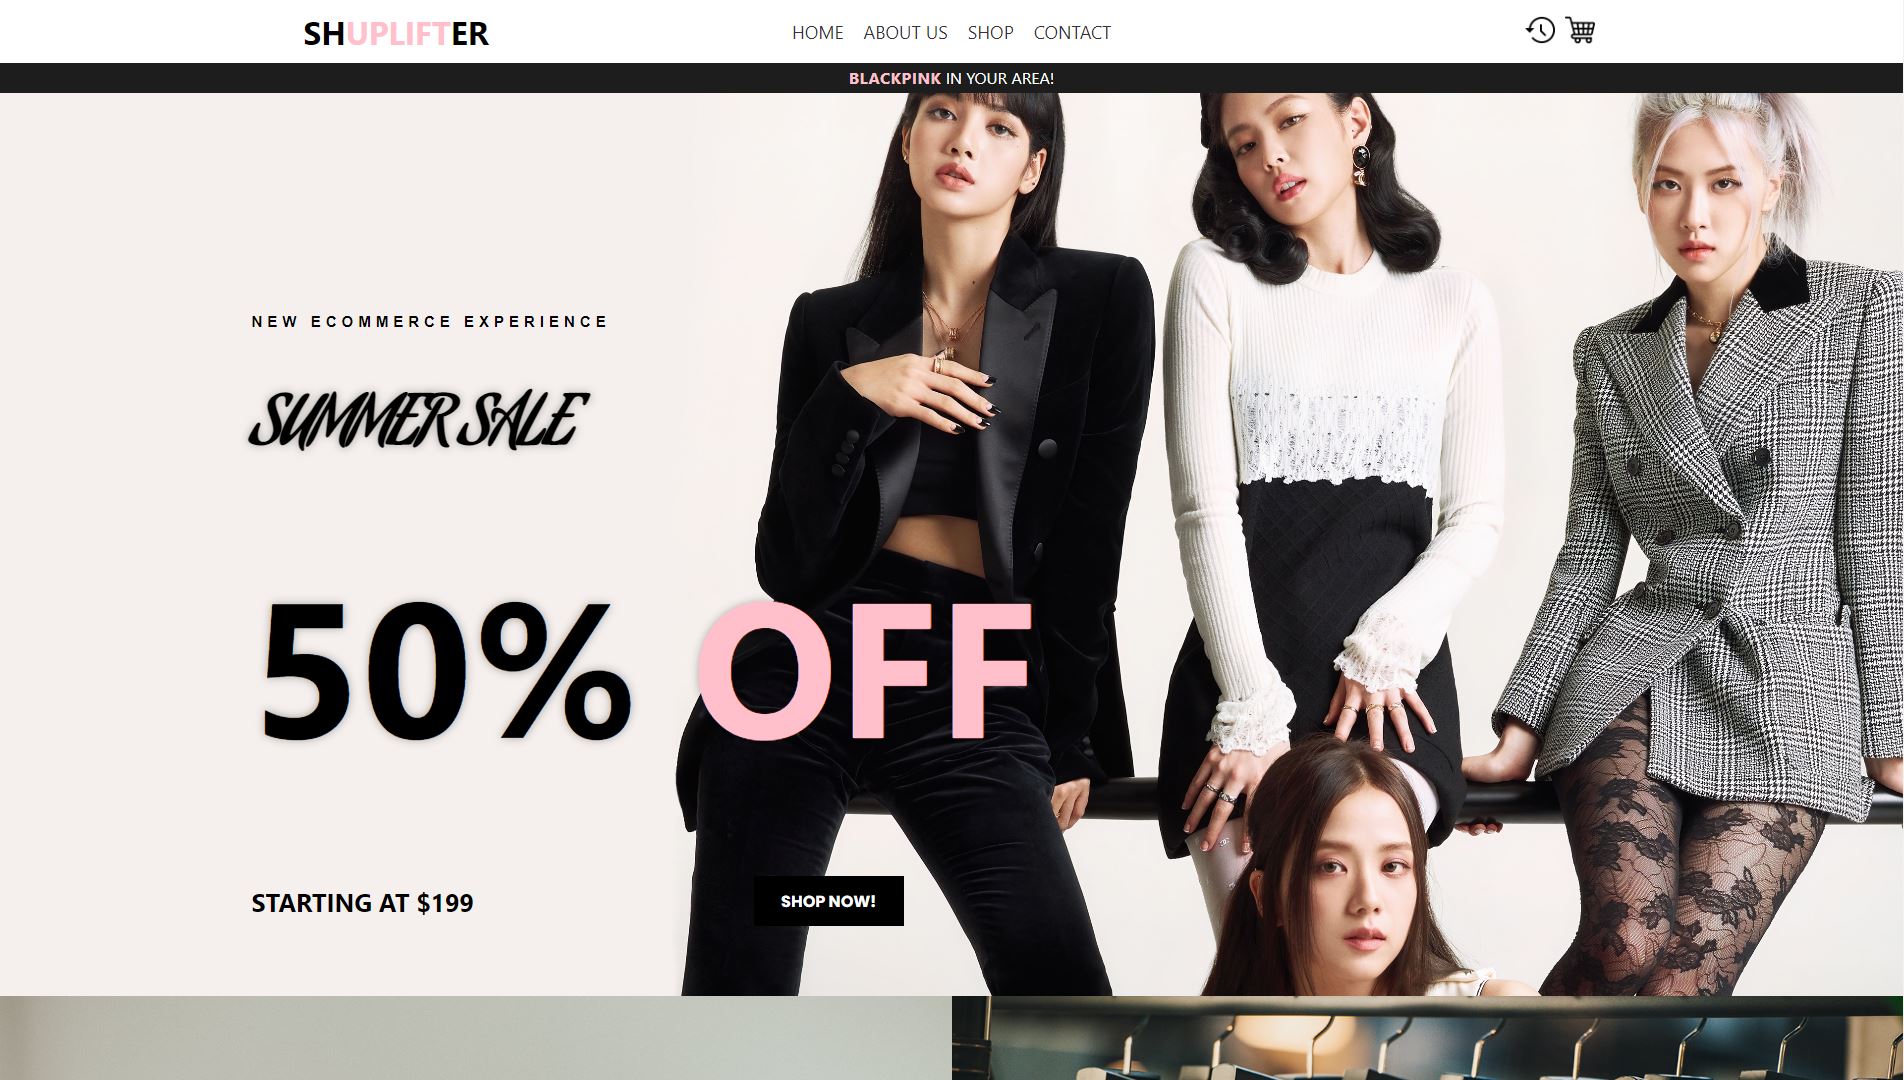 SHUPLIFTER
HOME ABOUT US SHOP CONTACT
BLACKPINK IN YOUR AREA!
NEW ECOMMERCE EXPERIENCE
SUMMER SALE
50% OFF
STARTING AT $199
SHOP NOW!